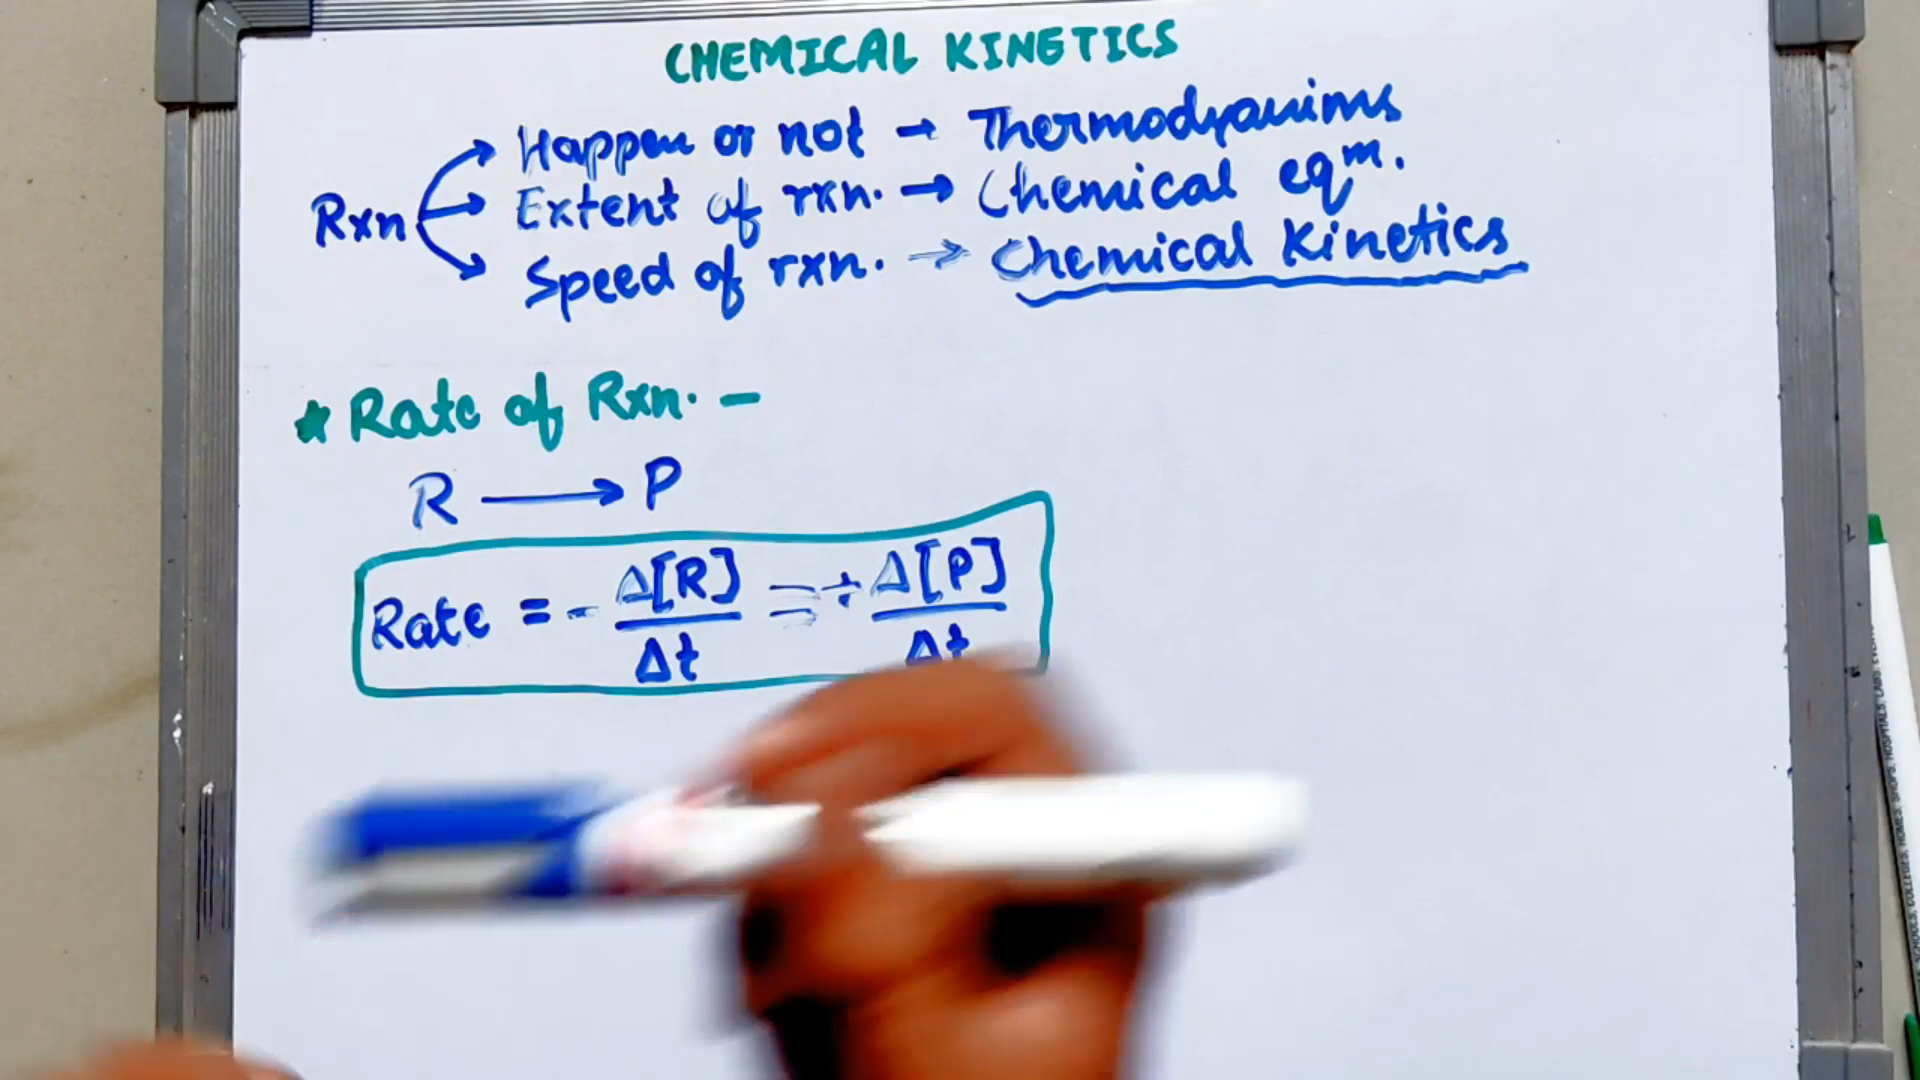 CHEMICAL KINETICS
Happen or not → Thermodyanims
Rxn Extent of rxn. → Chemical eqm.
Speed of rxn. → Chemical Kinetics
★ Rate of Rxn. –
R → P
Rate = - Δ[R]/Δt = + Δ[P]/Δt